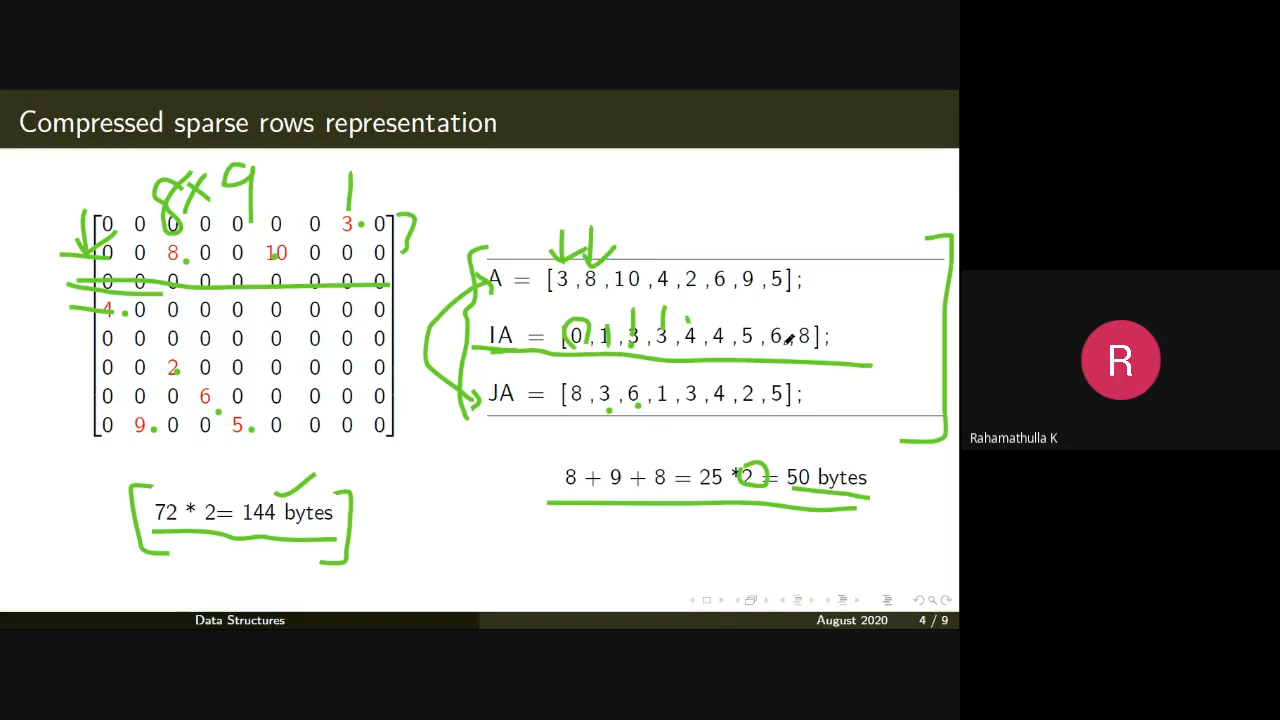 Compressed sparse rows representation
8x9 1
0 0 0 0 0 0 0 3 0
0 0 8 0 0 10 0 0 0
0 0 0 0 0 0 0 0 0
4 0 0 0 0 0 0 0 0
0 0 0 0 0 0 0 0 0
0 0 2 0 0 0 0 0 0
0 0 0 6 0 0 0 0 0
0 9 0 0 5 0 0 0 0
72 * 2= 144 bytes
A = [3 ,8 ,10 ,4 ,2 ,6 ,9 ,5];
IA = [0, 1 ,3 ,3 ,4 ,4 ,5 ,6 ,8];
JA = [8 ,3 ,6 ,1 ,3 ,4 ,2 ,5];
8 + 9 + 8 = 25 *2 = 50 bytes
Data Structures
August 2020 4 / 9
R
Rahamathulla K